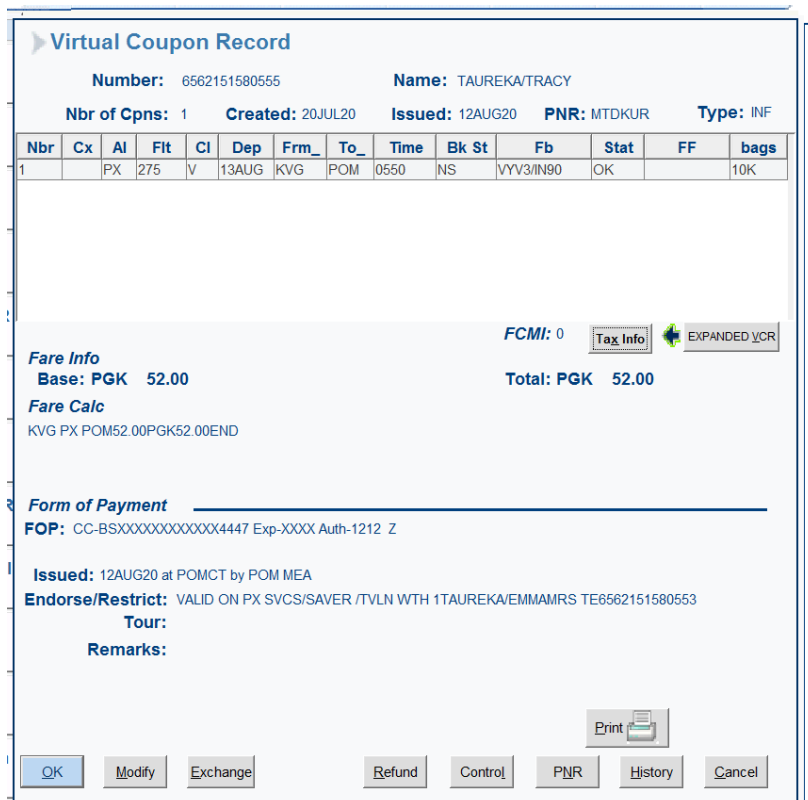 Virtual Coupon Record
Number: 6562151580555 Name: TAUREKA/TRACY
Nbr of Cpns: 1 Created: 20JUL20 Issued: 12AUG20 PNR: MTDKUR Type: INF
Nbr Cx Al Flt Cl Dep Frm_ To_ Time Bk St Fb Stat FF bags
1 PX 275 V 13AUG KVG POM 0550 NS VYV3/IN90 OK 10K
FCMI: 0 Tax Info EXPANDED VCR
Fare Info
Base: PGK 52.00 Total: PGK 52.00
Fare Calc
KVG PX POM52.00PGK52.00END
Form of Payment
FOP: CC-BSXXXXXXXXXXXX4447 Exp-XXXX Auth-1212 Z
Issued: 12AUG20 at POMCT by POM MEA
Endorse/Restrict: VALID ON PX SVCS/SAVER /TVLN WTH 1TAUREKA/EMMAMRS TE6562151580553
Tour:
Remarks:
Print
OK Modify Exchange Refund Control PNR History Cancel